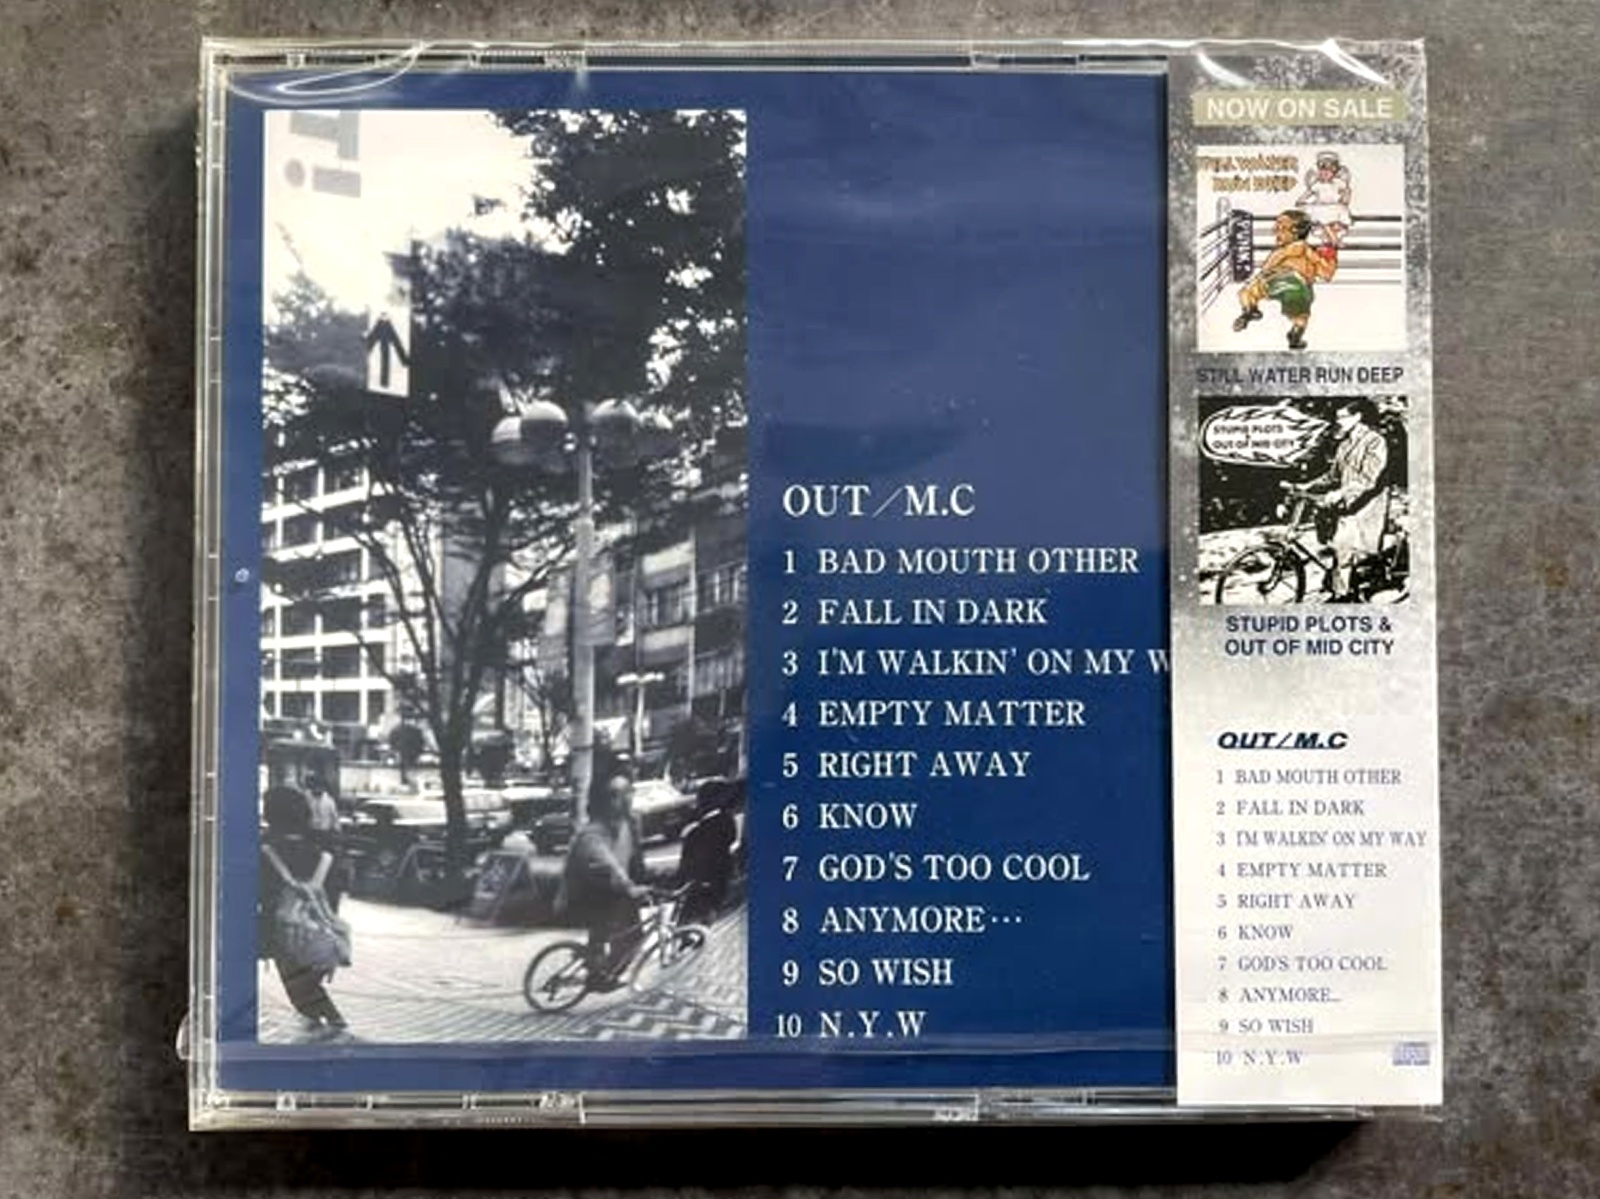 OUT／M.C
1 BAD MOUTH OTHER
2 FALL IN DARK
3 I'M WALKIN' ON MY W
4 EMPTY MATTER
5 RIGHT AWAY
6 KNOW
7 GOD'S TOO COOL
8 ANYMORE…
9 SO WISH
10 N.Y.W
NOW ON SALE
STILL WATER
RUN DEEP
STILL WATER RUN DEEP
STUPID PLOTS
OUT OF MID CITY
STUPID PLOTS &
OUT OF MID CITY
OUT/M.C
1 BAD MOUTH OTHER
2 FALL IN DARK
3 I'M WALKIN' ON MY WAY
4 EMPTY MATTER
5 RIGHT AWAY
6 KNOW
7 GOD'S TOO COOL
8 ANYMORE...
9 SO WISH
10 N.Y.W